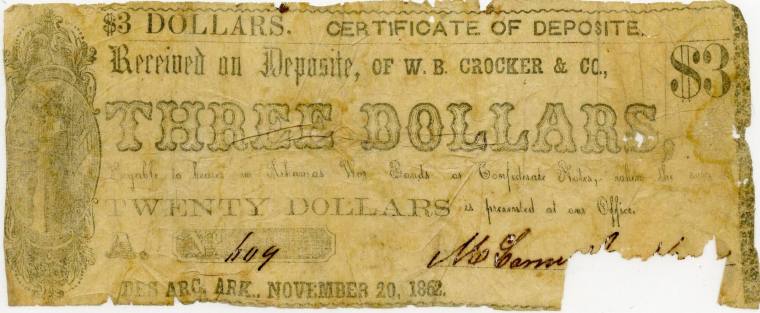 $3 DOLLARS. CERTIFICATE OF DEPOSITE.
Received on Deposite, OF W. B. CROCKER & CO., $3
THREE DOLLARS,
Payable to bearer in Arkansas War Bonds or Confederate Notes, when the sum
TWENTY DOLLARS is presented at our Office.
A. No 409
DES ARC, ARK., NOVEMBER 20, 1862.